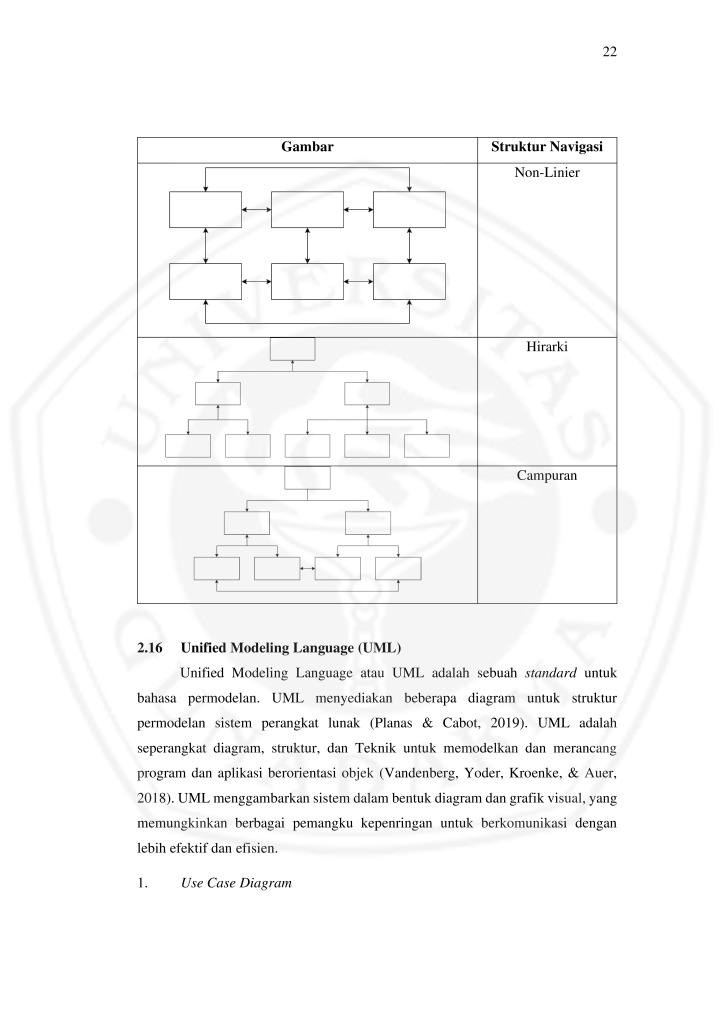 22
Gambar Struktur Navigasi
Non-Linier
Hirarki
Campuran
2.16 Unified Modeling Language (UML)
Unified Modeling Language atau UML adalah sebuah standard untuk
bahasa permodelan. UML menyediakan beberapa diagram untuk struktur
permodelan sistem perangkat lunak (Planas & Cabot, 2019). UML adalah
seperangkat diagram, struktur, dan Teknik untuk memodelkan dan merancang
program dan aplikasi berorientasi objek (Vandenberg, Yoder, Kroenke, & Auer,
2018). UML menggambarkan sistem dalam bentuk diagram dan grafik visual, yang
memungkinkan berbagai pemangku kepenringan untuk berkomunikasi dengan
lebih efektif dan efisien.
1. Use Case Diagram
UNIVERSITAS
DINAMIKA